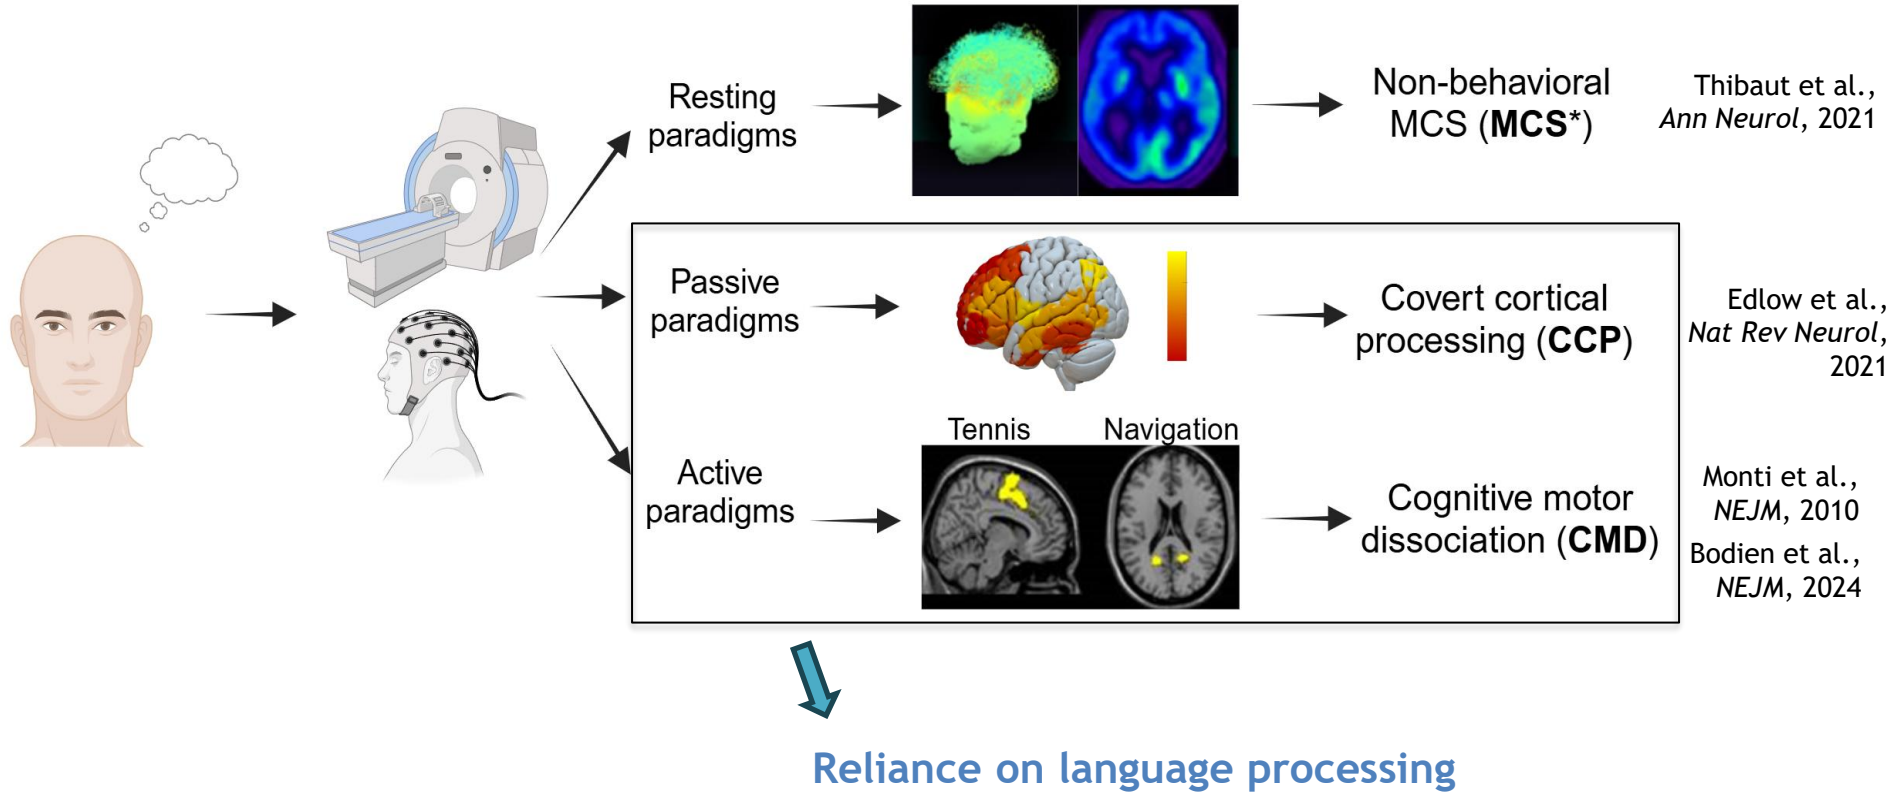 Resting
paradigms
Non-behavioral
MCS (MCS*)
Thibaut et al.,
Ann Neurol, 2021
Passive
paradigms
Covert cortical
processing (CCP)
Edlow et al.,
Nat Rev Neurol,
2021
Tennis
Navigation
Active
paradigms
Cognitive motor
dissociation (CMD)
Monti et al.,
NEJM, 2010
Bodien et al.,
NEJM, 2024
Reliance on language processing